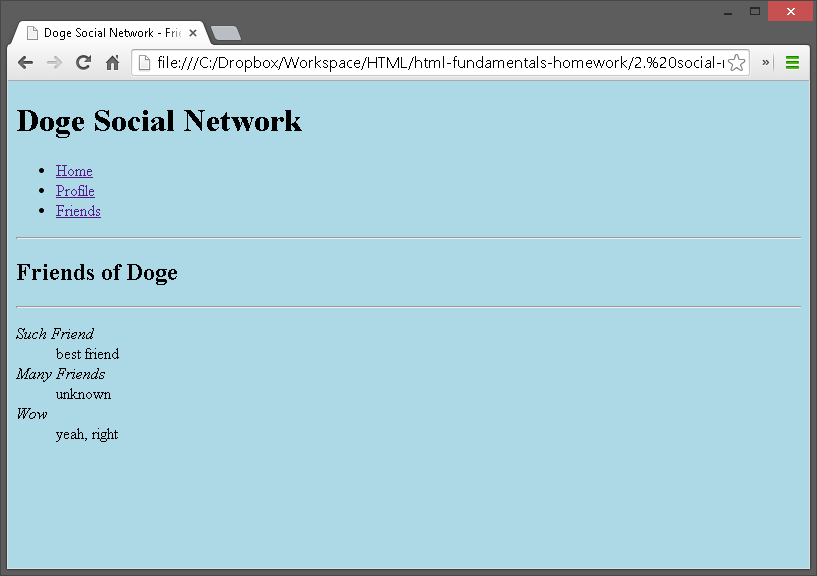 Doge Social Network - Frie
file:///C:/Dropbox/Workspace/HTML/html-fundamentals-homework/2.%20social-
Doge Social Network
Home
Profile
Friends
Friends of Doge
Such Friend
best friend
Many Friends
unknown
Wow
yeah, right